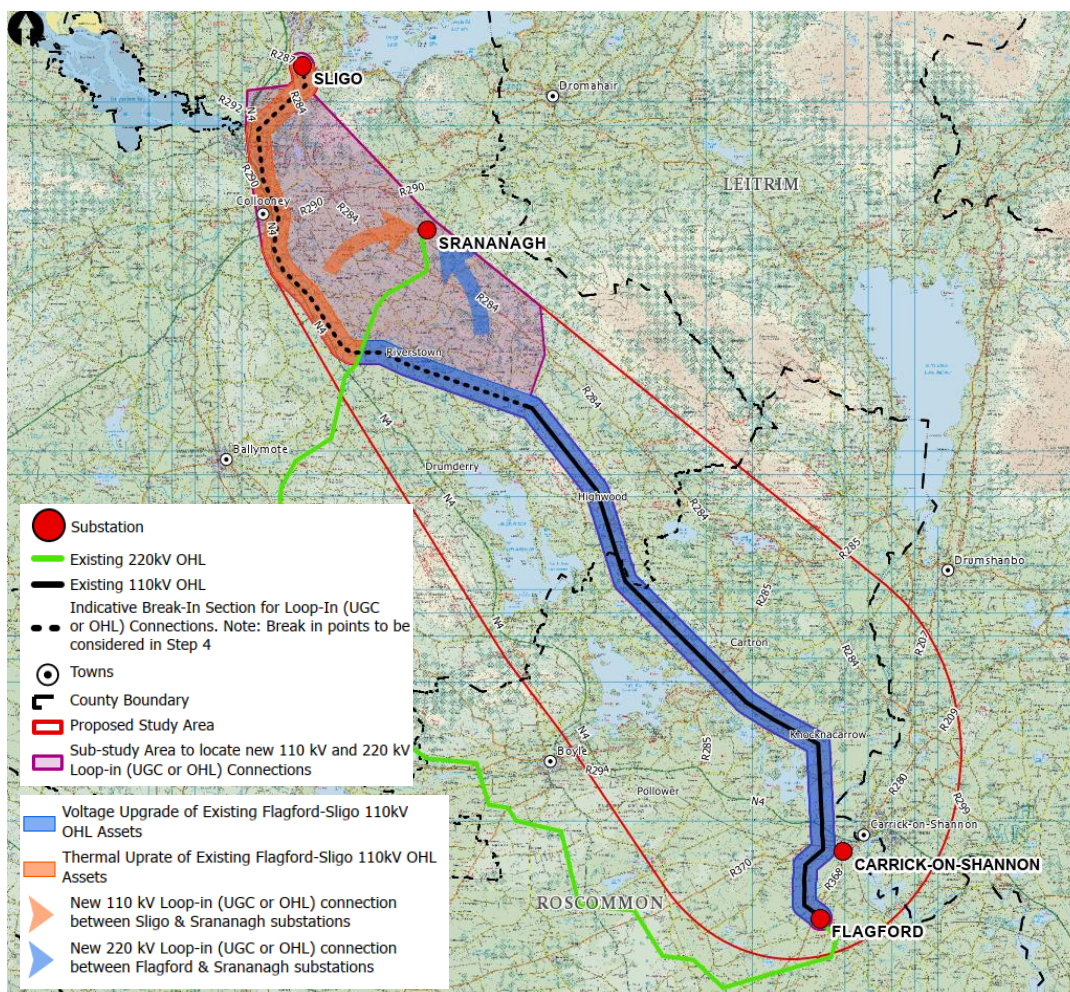 R287
SLIGO
R284
R292
N4
Dromahair
LEITRIM
R290
R290
Collooney
R290
R284
N4
SRANANAGH
R284
N4
Riverstown
R284
N4
Ballymote
Drumderry
N4
Highwood
R284
R285
Drumshanbo
R285
N4
Cartron
R284
R207
R209
Knocknacarrow
N4
R285
Boyle
R294
Pollower
N4
R280
R299
Carrick-on-Shannon
CARRICK-ON-SHANNON
R370
R368
ROSCOMMON
FLAGFORD
Substation
Existing 220kV OHL
Existing 110kV OHL
Indicative Break-In Section for Loop-In (UGC
or OHL) Connections. Note: Break in points to be
considered in Step 4
Towns
County Boundary
Proposed Study Area
Sub-study Area to locate new 110 kV and 220 kV
Loop-in (UGC or OHL) Connections
Voltage Upgrade of Existing Flagford-Sligo 110kV
OHL Assets
Thermal Uprate of Existing Flagford-Sligo 110kV OHL
Assets
New 110 kV Loop-in (UGC or OHL) connection
between Sligo & Srananagh substations
New 220 kV Loop-in (UGC or OHL) connection
between Flagford & Srananagh substations